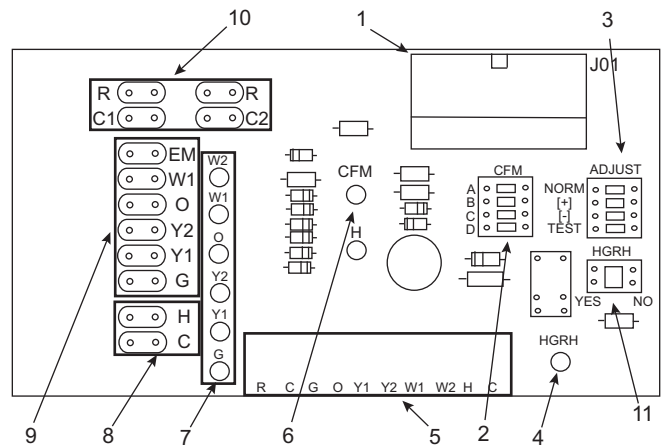 10
1
3
R R
C1 C2
J01
EM
W1
O
Y2
Y1
G
H
C
W2
W1
O
Y2
Y1
G
CFM
H
CFM
A
B
C
D
ADJUST
NORM
[+]
[-]
TEST
HGRH
YES NO
HGRH
R C G O Y1 Y2 W1 W2 H C
9
8
7
6
5
2
4
11